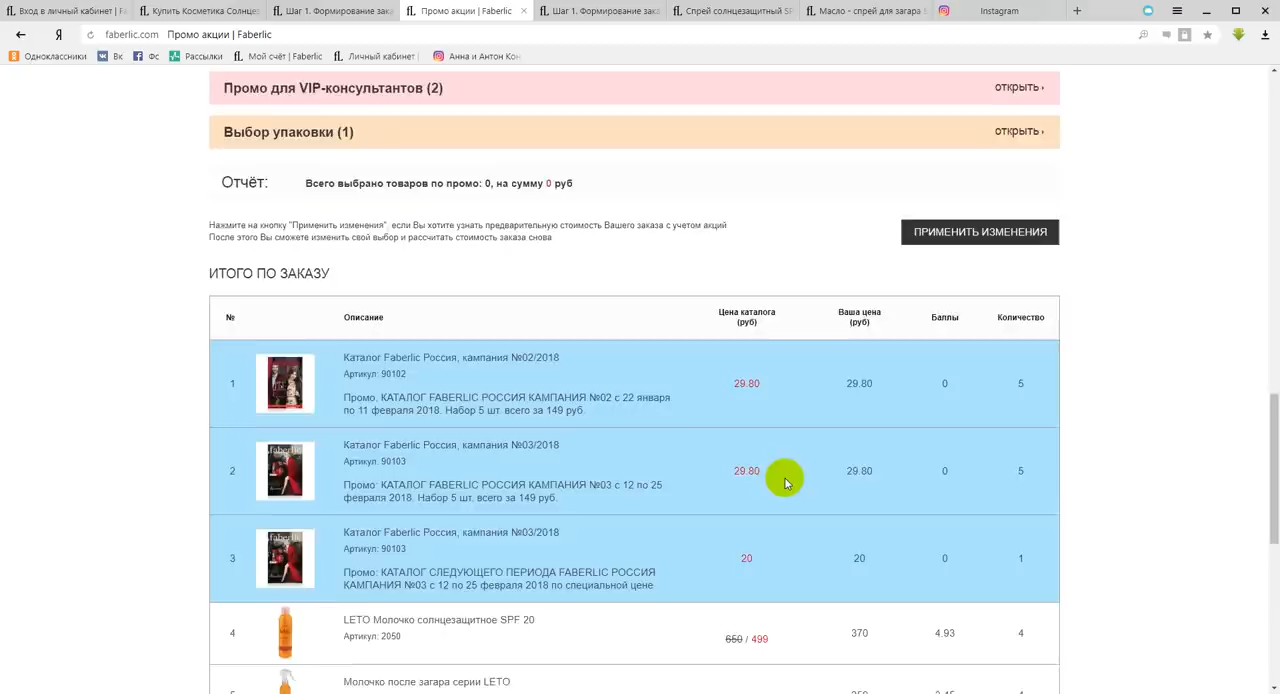 Вход в личный кабинет | Fa
Купить Косметика Солнце
Шаг 1. Формирование зака
Промо акции | Faberlic
Шаг 1. Формирование зака
Спрей солнцезащитный SP
Масло - спрей для загара
Instagram
faberlic.com Промо акции | Faberlic
Одноклассники
Вк
Фс
Рассылки
Мой счёт | Faberlic
Личный кабинет
Анна и Антон Кон
Промо для VIP-консультантов (2)
открыть
Выбор упаковки (1)
открыть
Отчёт:
Всего выбрано товаров по промо: 0, на сумму 0 руб
Нажмите на кнопку "Применить изменения", если Вы хотите узнать предварительную стоимость Вашего заказа с учетом акций
После этого Вы сможете изменить свой выбор и рассчитать стоимость заказа снова
ПРИМЕНИТЬ ИЗМЕНЕНИЯ
ИТОГО ПО ЗАКАЗУ
№
Описание
Цена каталога
(руб)
Ваша цена
(руб)
Баллы
Количество
1
Каталог Faberlic Россия, кампания №02/2018
Артикул: 90102
Промо. КАТАЛОГ FABERLIC РОССИЯ КАМПАНИЯ №02 с 22 января
по 11 февраля 2018. Набор 5 шт. всего за 149 руб.
29.80
29.80
0
5
2
Каталог Faberlic Россия, кампания №03/2018
Артикул: 90103
Промо: КАТАЛОГ FABERLIC РОССИЯ КАМПАНИЯ №03 с 12 по 25
февраля 2018. Набор 5 шт. всего за 149 руб.
29.80
29.80
0
5
3
Каталог Faberlic Россия, кампания №03/2018
Артикул: 90103
Промо: КАТАЛОГ СЛЕДУЮЩЕГО ПЕРИОДА FABERLIC РОССИЯ
КАМПАНИЯ №03 с 12 по 25 февраля 2018 по специальной цене
20
20
0
1
4
LETO Молочко солнцезащитное SPF 20
Артикул: 2050
650 / 499
370
4.93
4
Молочко после загара серии LETO